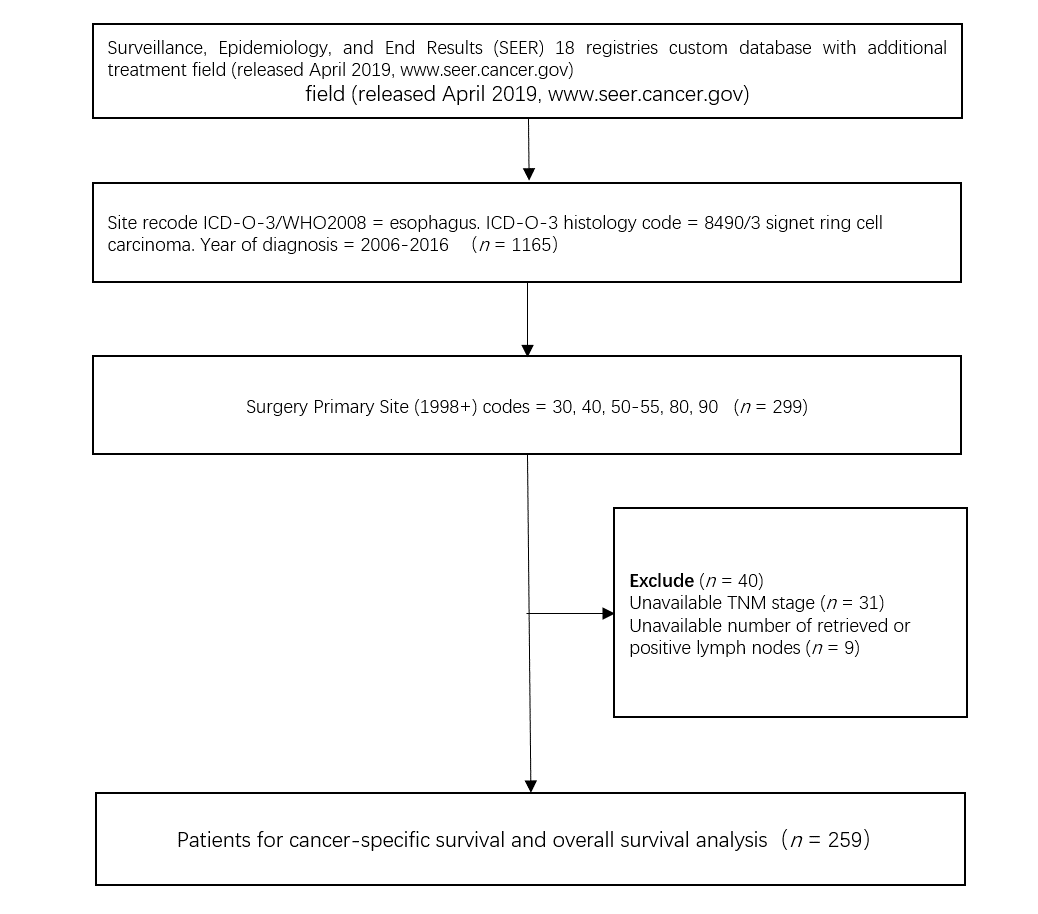 Surveillance, Epidemiology, and End Results (SEER) 18 registries custom database with additional
treatment field (released April 2019, www.seer.cancer.gov)
field (released April 2019, www.seer.cancer.gov)
Site recode ICD-O-3/WHO2008 = esophagus. ICD-O-3 histology code = 8490/3 signet ring cell
carcinoma. Year of diagnosis = 2006-2016 （n = 1165）
Surgery Primary Site (1998+) codes = 30, 40, 50-55, 80, 90 （n = 299)
Exclude (n = 40)
Unavailable TNM stage (n = 31)
Unavailable number of retrieved or
positive lymph nodes (n = 9)
Patients for cancer-specific survival and overall survival analysis（n = 259）